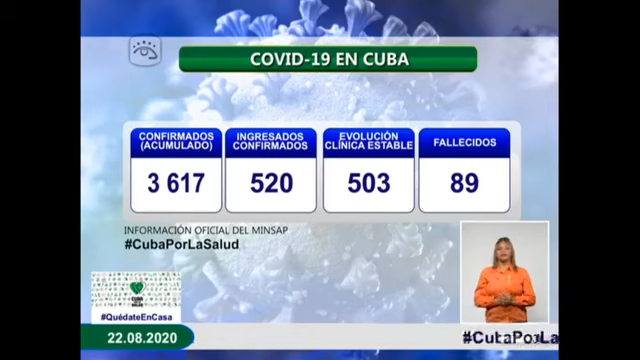 COVID-19 EN CUBA
CONFIRMADOS
(ACUMULADO)
3 617
INGRESADOS
CONFIRMADOS
520
EVOLUCIÓN
CLÍNICA ESTABLE
503
FALLECIDOS
89
INFORMACIÓN OFICIAL DEL MINSAP
#CubaPorLaSalud
#QuédateEnCasa
22.08.2020